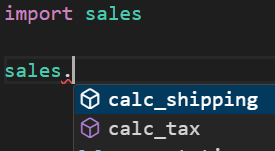 import sales
sales.
calc_shipping
calc_tax